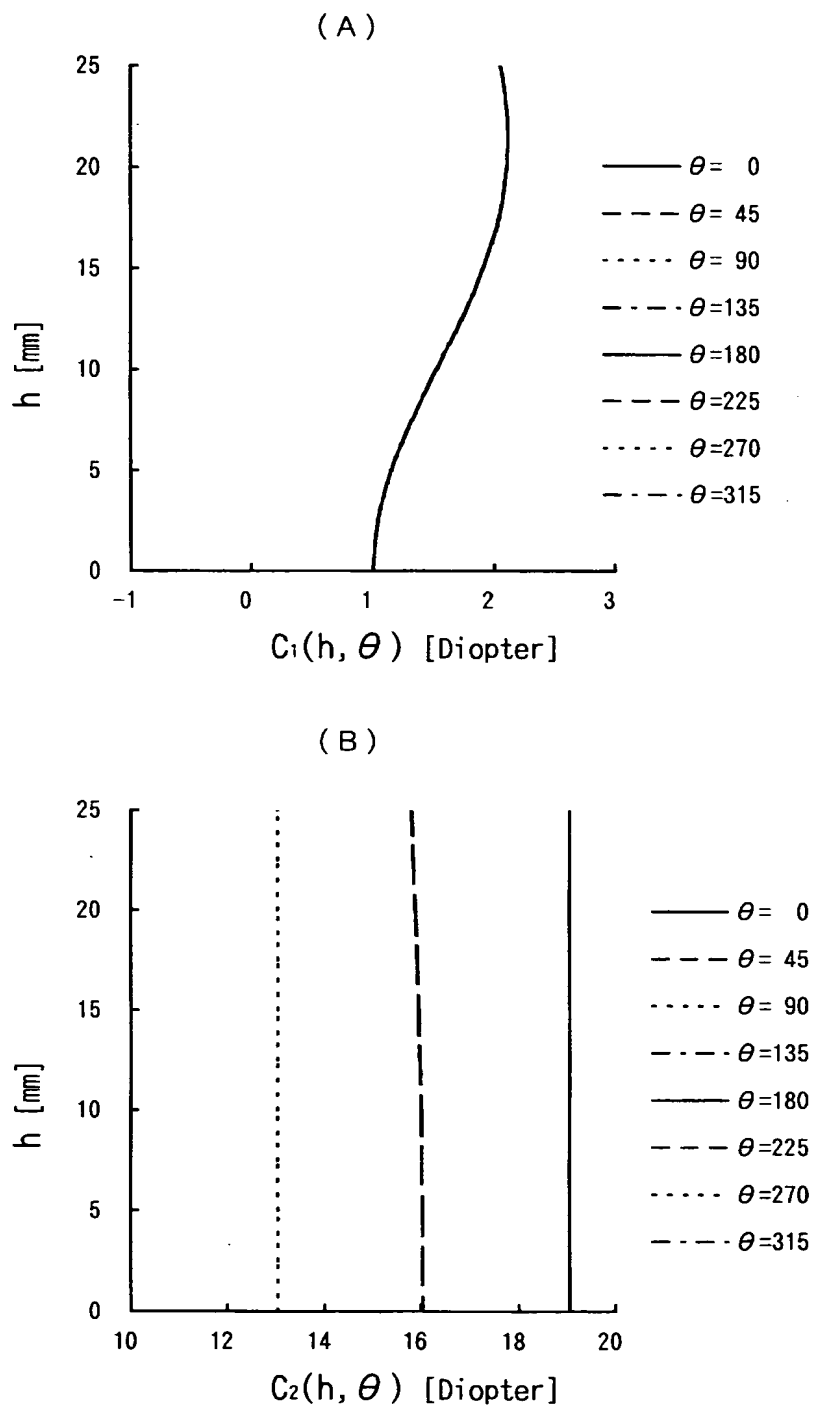 (A)
25
20
15
10
5
0
h [mm]
-1 0 1 2 3
C₁(h, θ) [Diopter]
θ= 0
θ= 45
θ= 90
θ=135
θ=180
θ=225
θ=270
θ=315
(B)
25
20
15
10
5
0
h [mm]
10 12 14 16 18 20
C₂(h, θ) [Diopter]
θ= 0
θ= 45
θ= 90
θ=135
θ=180
θ=225
θ=270
θ=315